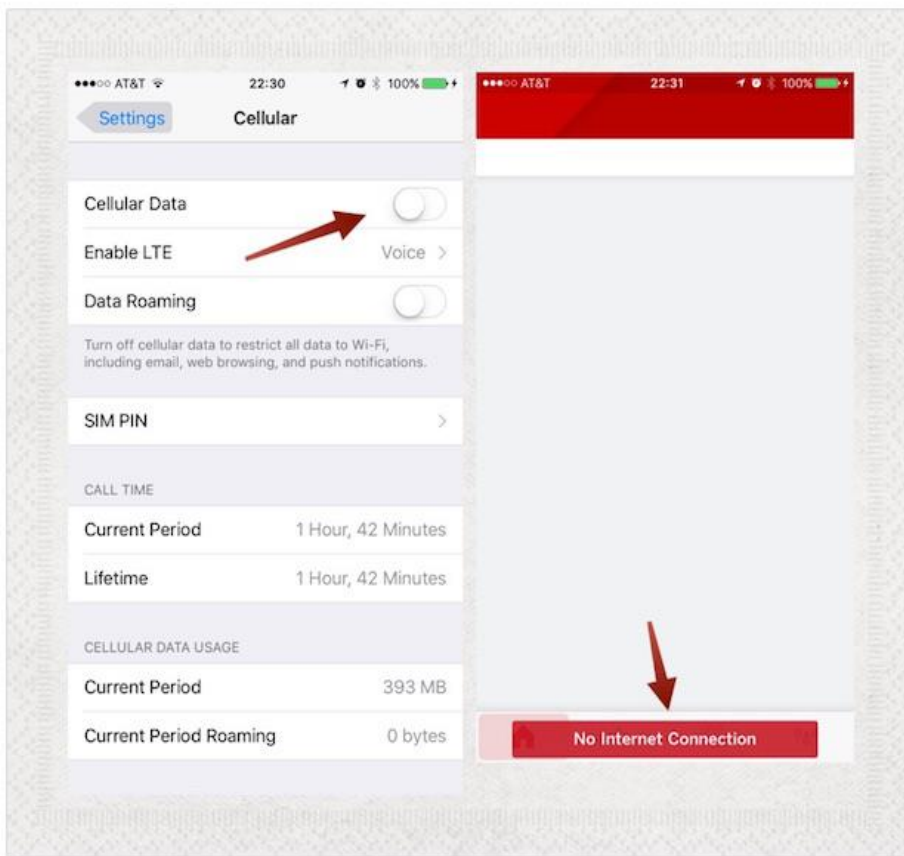 AT&T 22:30 100%
Settings Cellular
Cellular Data
Enable LTE Voice
Data Roaming
Turn off cellular data to restrict all data to Wi-Fi,
including email, web browsing, and push notifications.
SIM PIN
CALL TIME
Current Period 1 Hour, 42 Minutes
Lifetime 1 Hour, 42 Minutes
CELLULAR DATA USAGE
Current Period 393 MB
Current Period Roaming 0 bytes
AT&T 22:31 100%
No Internet Connection